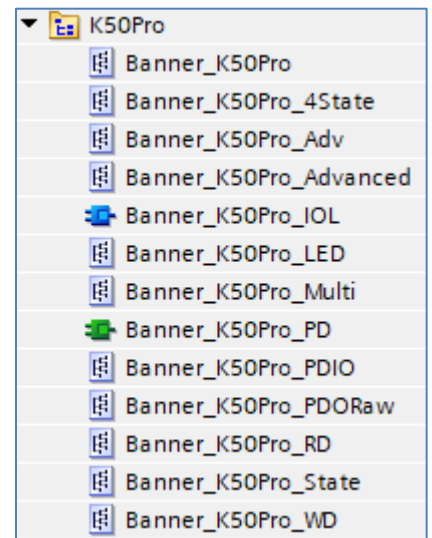 K50Pro
Banner_K50Pro
Banner_K50Pro_4State
Banner_K50Pro_Adv
Banner_K50Pro_Advanced
Banner_K50Pro_IOL
Banner_K50Pro_LED
Banner_K50Pro_Multi
Banner_K50Pro_PD
Banner_K50Pro_PDIO
Banner_K50Pro_PDORaw
Banner_K50Pro_RD
Banner_K50Pro_State
Banner_K50Pro_WD